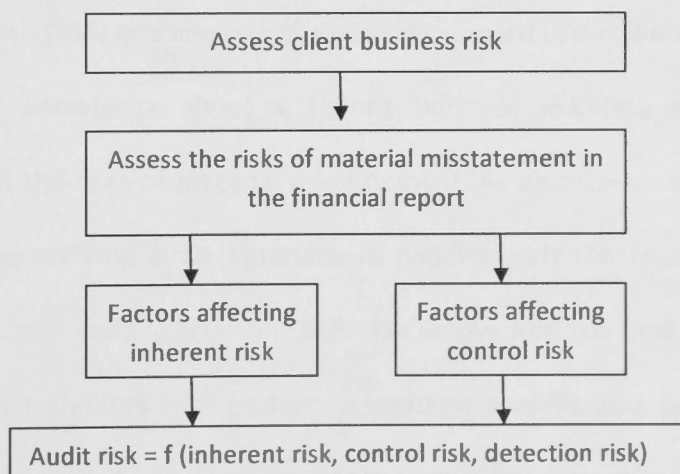 Assess client business risk
Assess the risks of material misstatement in
the financial report
Factors affecting
inherent risk
Factors affecting
control risk
Audit risk = f (inherent risk, control risk, detection risk)